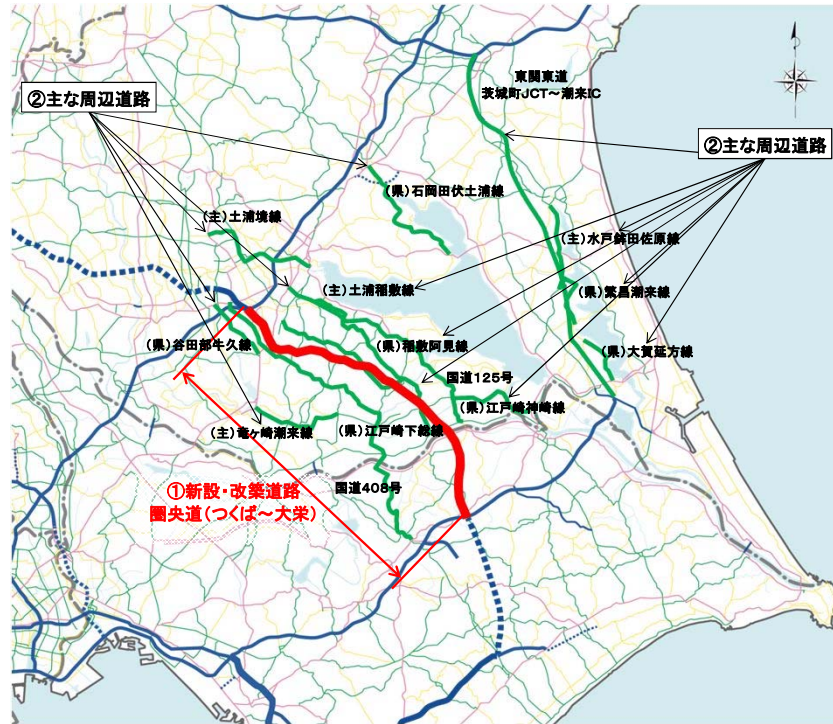 東関東道
茨城町JCT～潮来IC
②主な周辺道路
②主な周辺道路
(県)石岡田伏土浦線
(主)土浦境線
(主)水戸鉾田佐原線
(主)土浦稲敷線
(県)繁昌潮来線
(県)谷田部牛久線
(県)稲敷阿見線
(県)大賀延方線
国道125号
(県)江戸崎神崎線
(主)竜ヶ崎潮来線
(県)江戸崎下総線
国道408号
①新設・改築道路
圏央道(つくば～大栄)